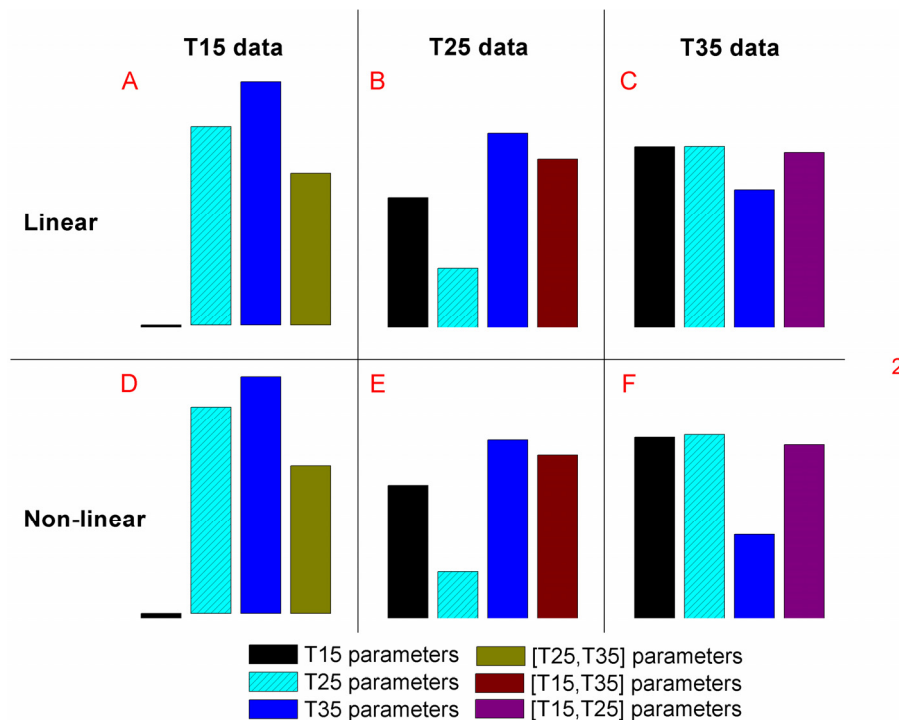 T15 data T25 data T35 data
A B C
Linear
D E F
2
Non-linear
T15 parameters [T25,T35] parameters
T25 parameters [T15,T35] parameters
T35 parameters [T15,T25] parameters